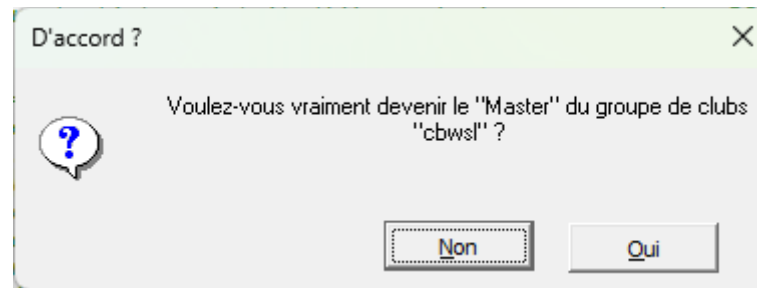 D'accord ?
Voulez-vous vraiment devenir le "Master" du groupe de clubs
"cbwsl" ?
Non
Oui